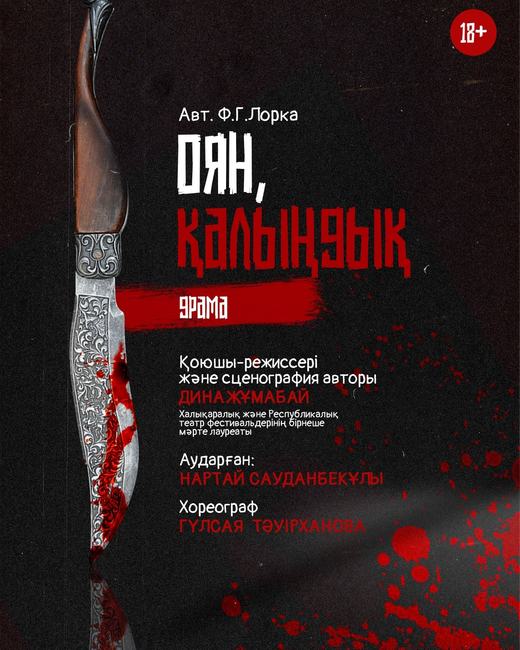 18+
Авт. Ф.Г.Лорка
ОЯН,
ҚАЛЫҢДЫҚ
драма
Қоюшы-режиссері
және сценография авторы
ДИНА ЖҰМАБАЙ
Халықаралық және Республикалық
театр фестивальдерінің бірнеше
мәрте лауреаты
Аударған:
НАРТАЙ САУДАНБЕКҰЛЫ
Хореограф
ГҮЛСАЯ ТӘУІРХАНОВА